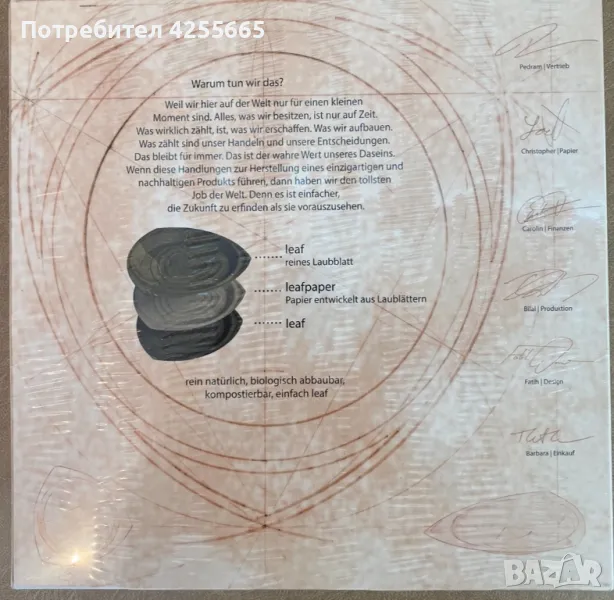 Потребител 4255665
Warum tun wir das?
Weil wir hier auf der Welt nur für einen kleinen
Moment sind. Alles, was wir besitzen, ist nur auf Zeit.
Was wirklich zählt, ist, was wir erschaffen. Was wir aufbauen.
Was zählt sind unser Handeln und unsere Entscheidungen.
Das bleibt für immer. Das ist der wahre Wert unseres Daseins.
Wenn diese Handlungen zur Herstellung eines einzigartigen und
nachhaltigen Produkts führen, dann haben wir den tollsten
Job der Welt. Denn es ist einfacher,
die Zukunft zu erfinden als sie vorauszusehen.
leaf
reines Laubblatt
leafpaper
Papier entwickelt aus Laublättern
leaf
rein natürlich, biologisch abbaubar,
kompostierbar, einfach leaf
Pedram | Vertrieb
Christopher | Papier
Carolin | Finanzen
Bilal | Production
Fatih | Design
Barbara | Einkauf
BAZAR